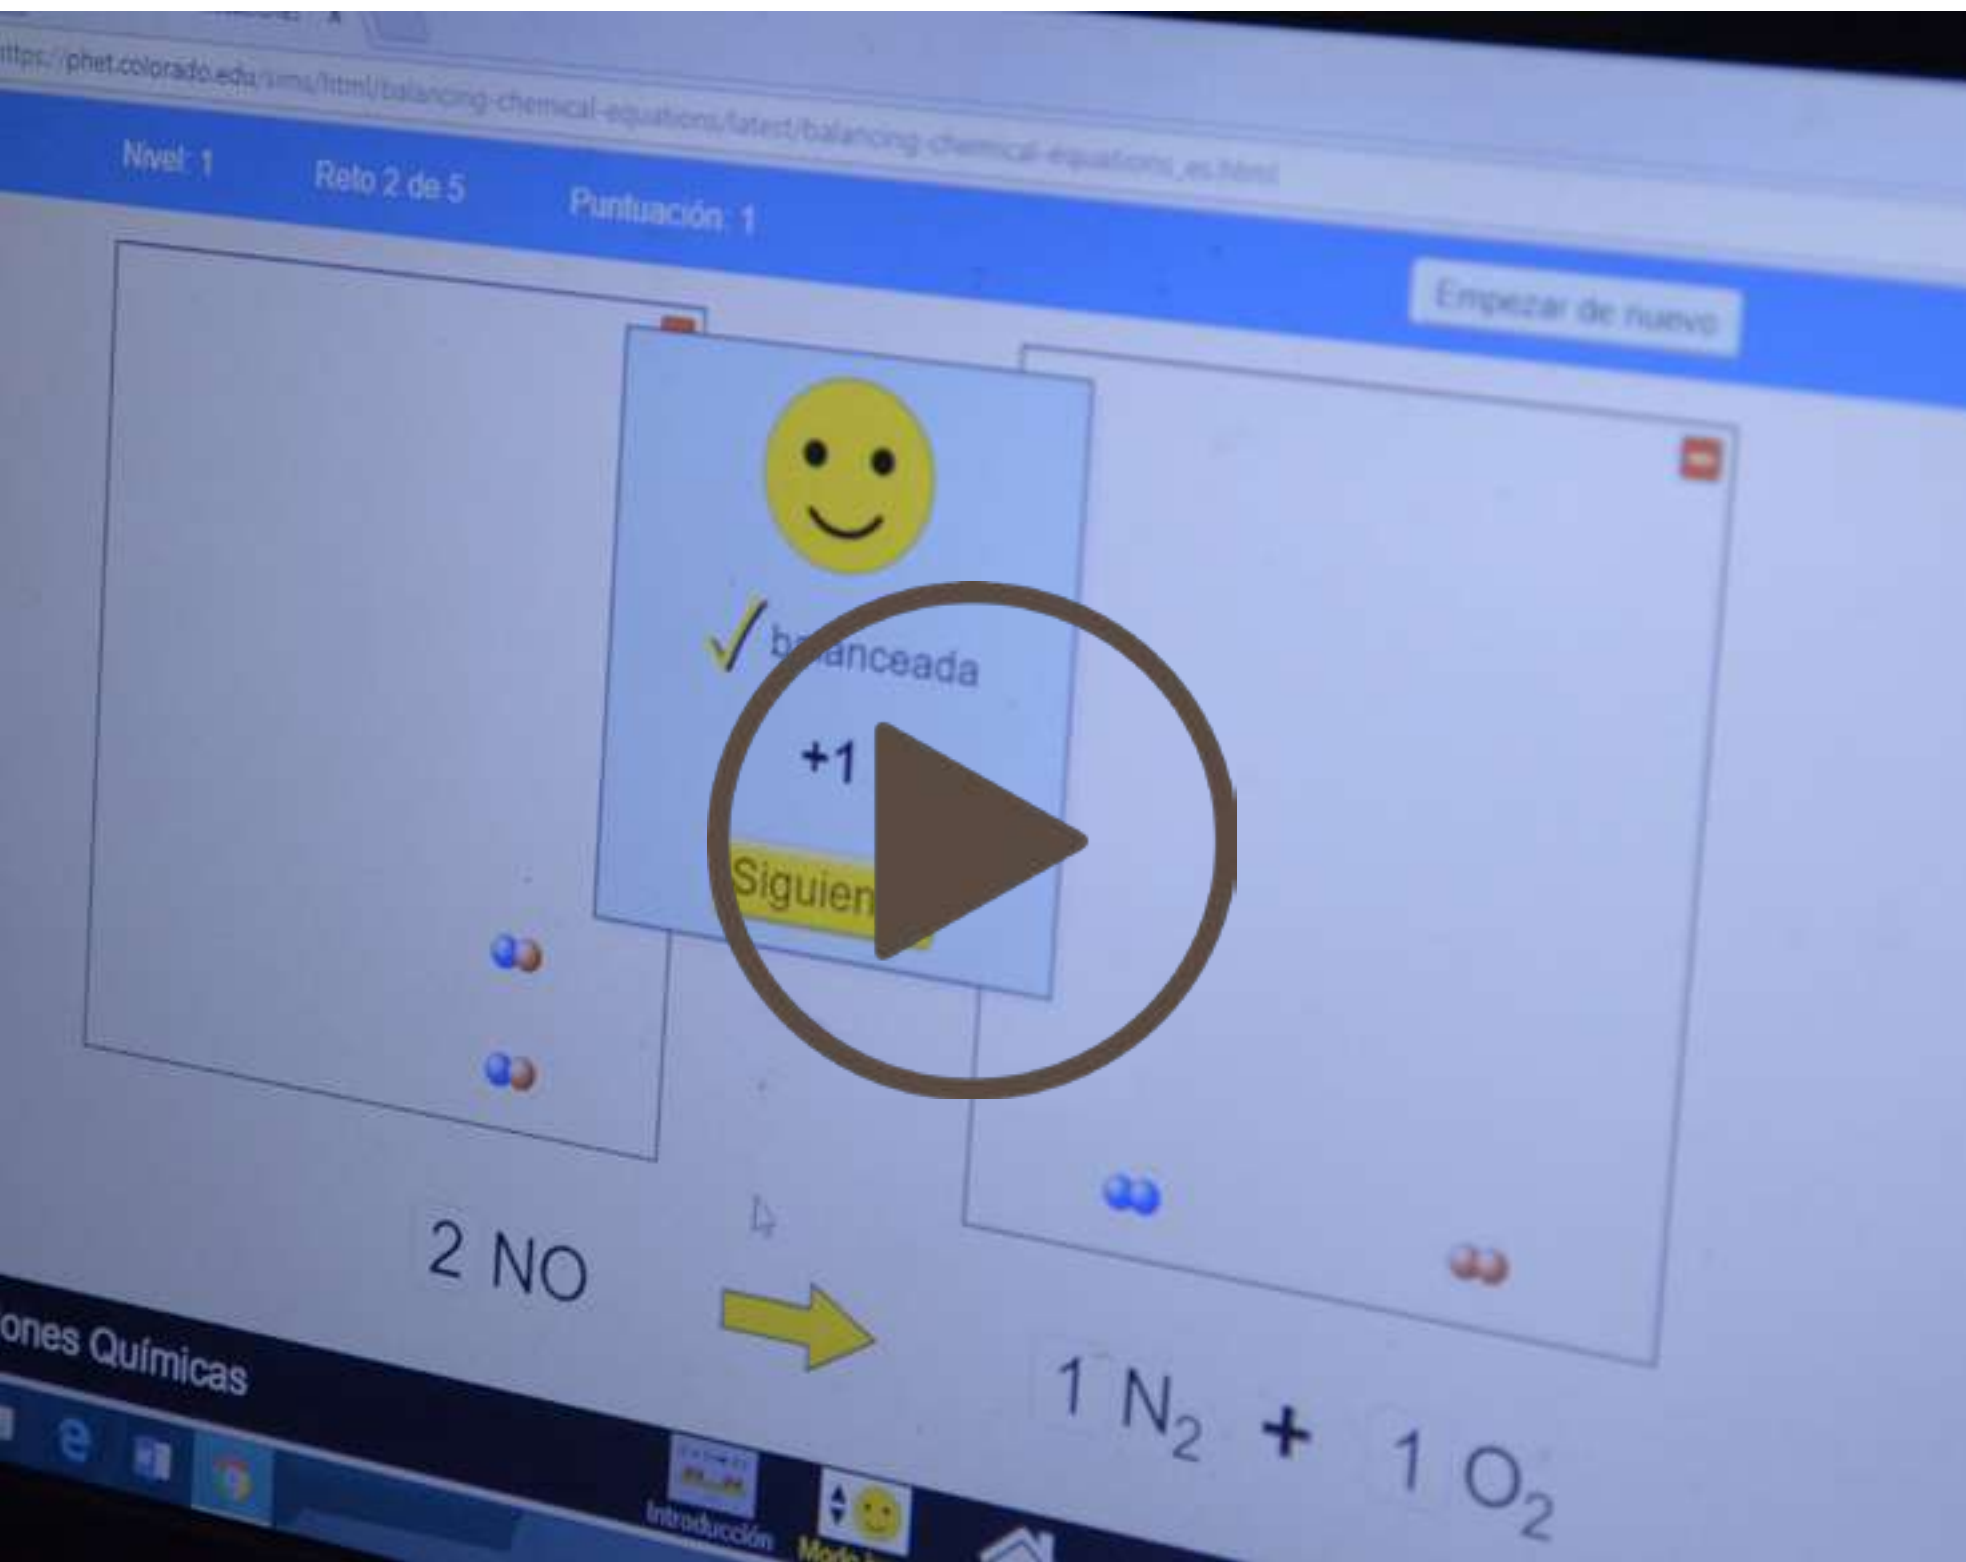 https://phet.colorado.edu/sims/html/balancing-chemical-equations/latest/balancing-chemical-equations_es.html
Nivel: 1
Reto 2 de 5
Puntuación: 1
Empezar de nuevo
balanceada
+1
Siguien
2 NO
1 N₂ + 1 O₂
ones Químicas
Introducción
Modo